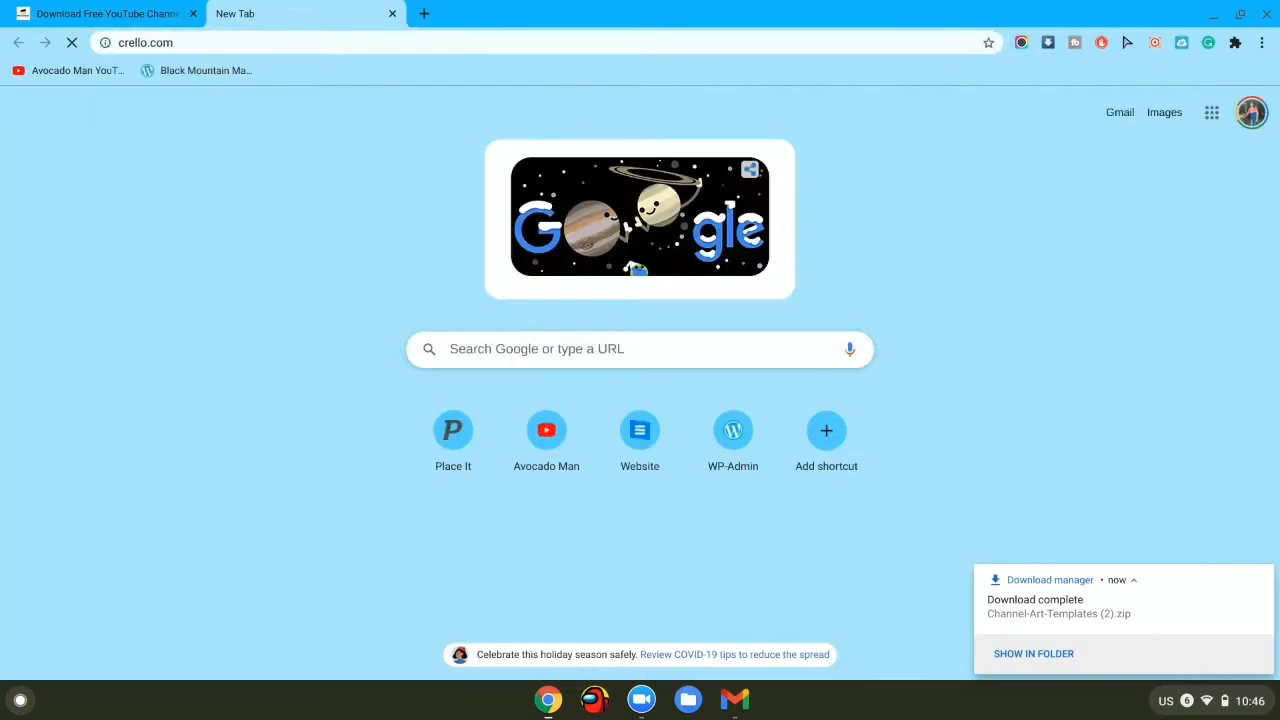 Download Free YouTube Channe
New Tab
crello.com
Avocado Man YouT...
Black Mountain Ma...
Gmail
Images
Google
Search Google or type a URL
Place It
Avocado Man
Website
WP-Admin
Add shortcut
Download manager • now
Download complete
Channel-Art-Templates (2).zip
SHOW IN FOLDER
Celebrate this holiday season safely. Review COVID-19 tips to reduce the spread
US 6 10:46